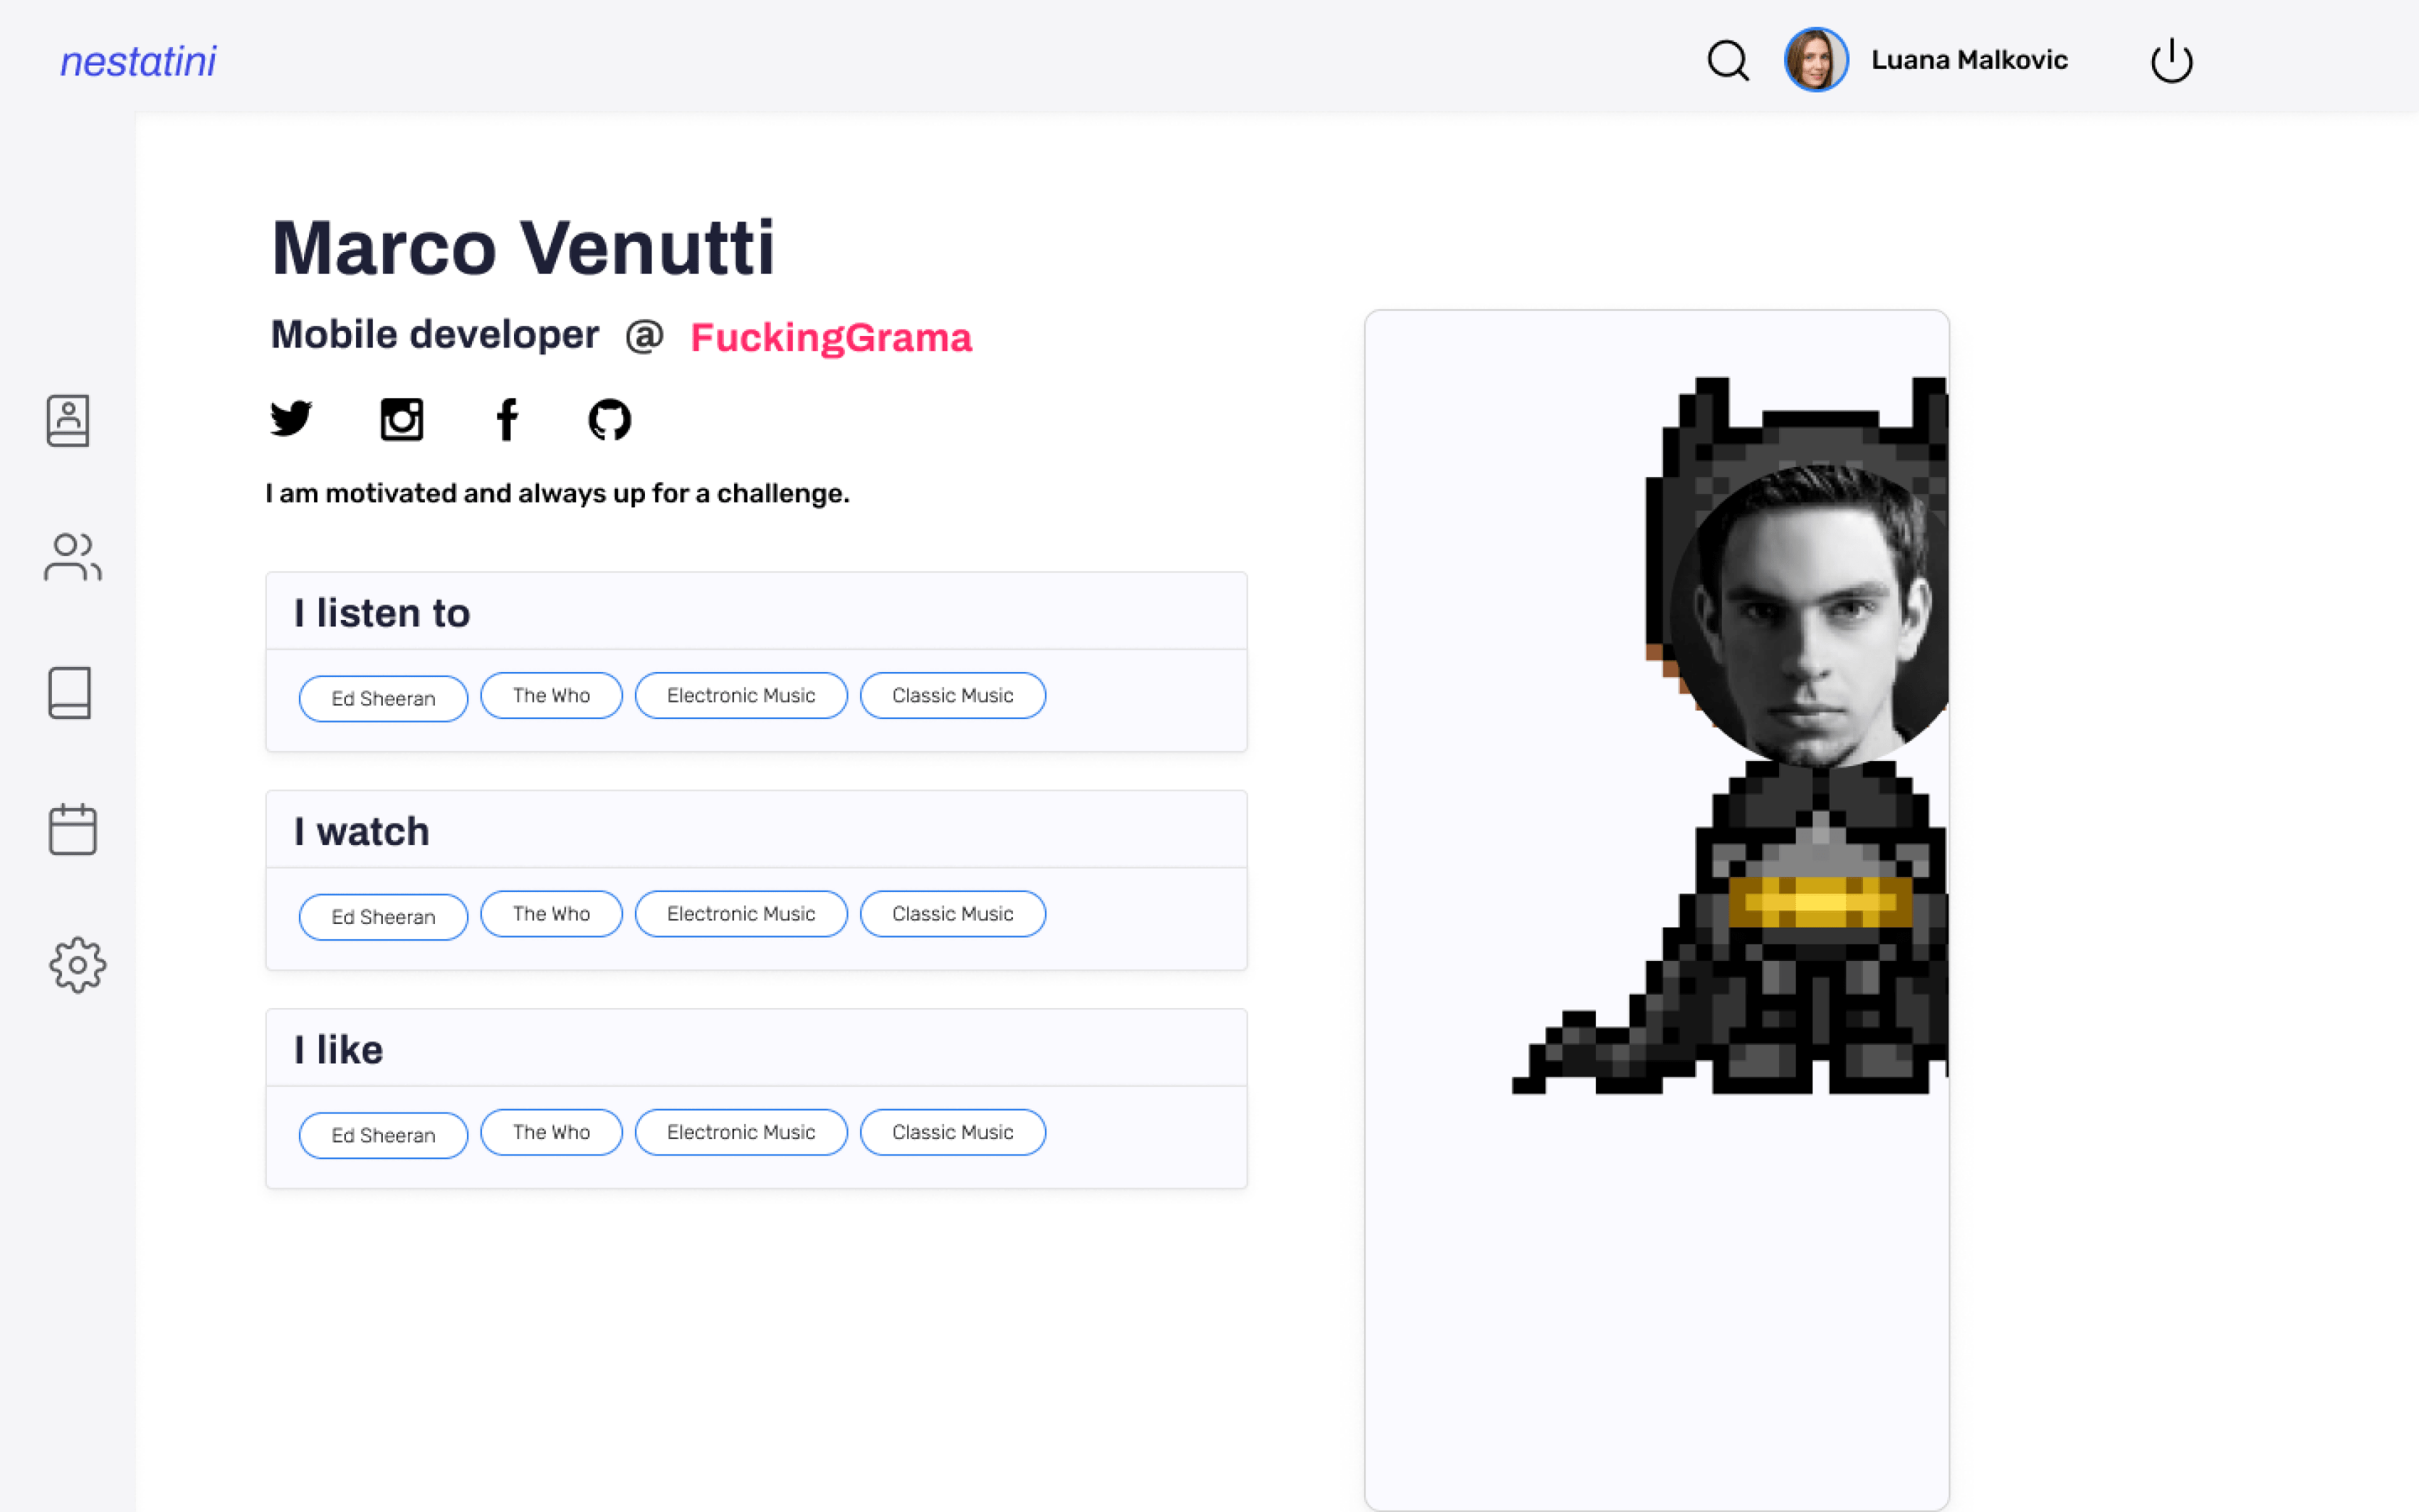 nestatini
Luana Malkovic
Marco Venutti
Mobile developer @ FuckingGrama
I am motivated and always up for a challenge.
I listen to
Ed Sheeran The Who Electronic Music Classic Music
I watch
Ed Sheeran The Who Electronic Music Classic Music
I like
Ed Sheeran The Who Electronic Music Classic Music